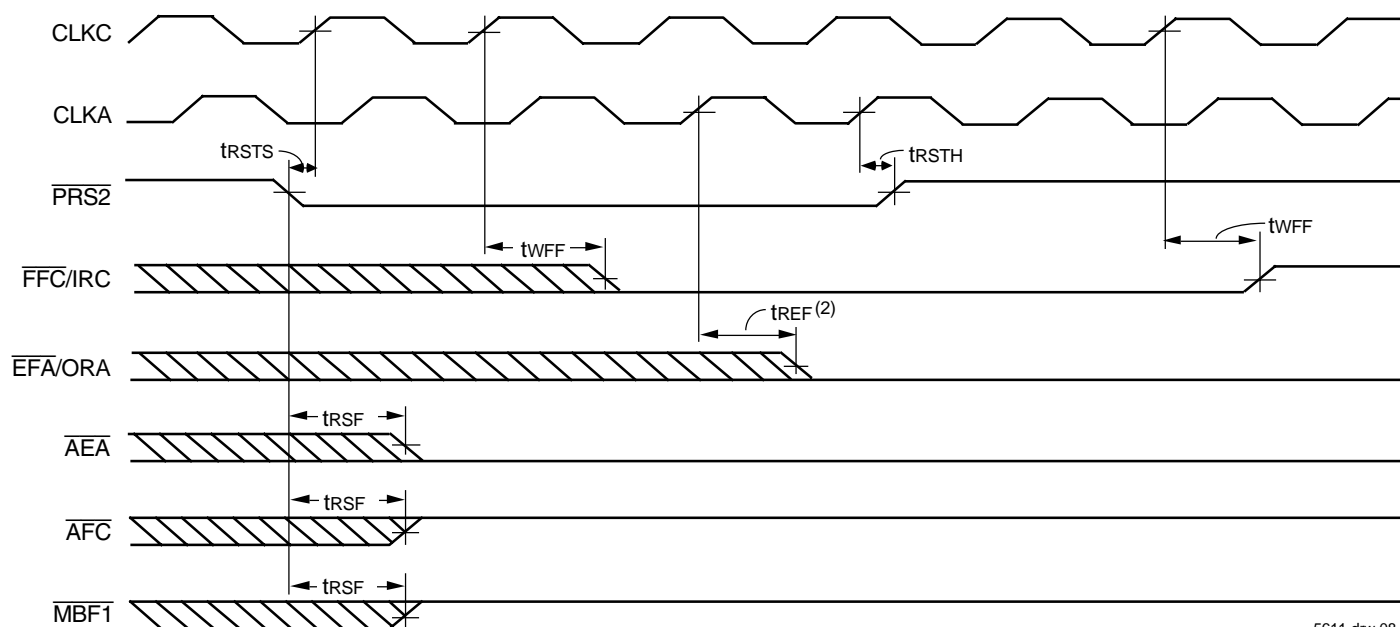 CLKC
CLKA
tRSTS
tRSTH
PRS2
tWFF
tWFF
FFC/IRC
tREF(2)
EFA/ORA
tRSF
AEA
tRSF
AFC
tRSF
MBF1